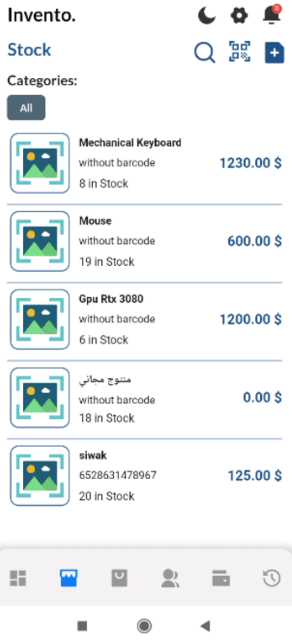 Invento.
Stock
Categories:
All
Mechanical Keyboard
without barcode
1230.00 $
8 in Stock
Mouse
without barcode
600.00 $
19 in Stock
Gpu Rtx 3080
without barcode
1200.00 $
6 in Stock
منتوج مجاني
without barcode
0.00 $
18 in Stock
siwak
6528631478967
125.00 $
20 in Stock